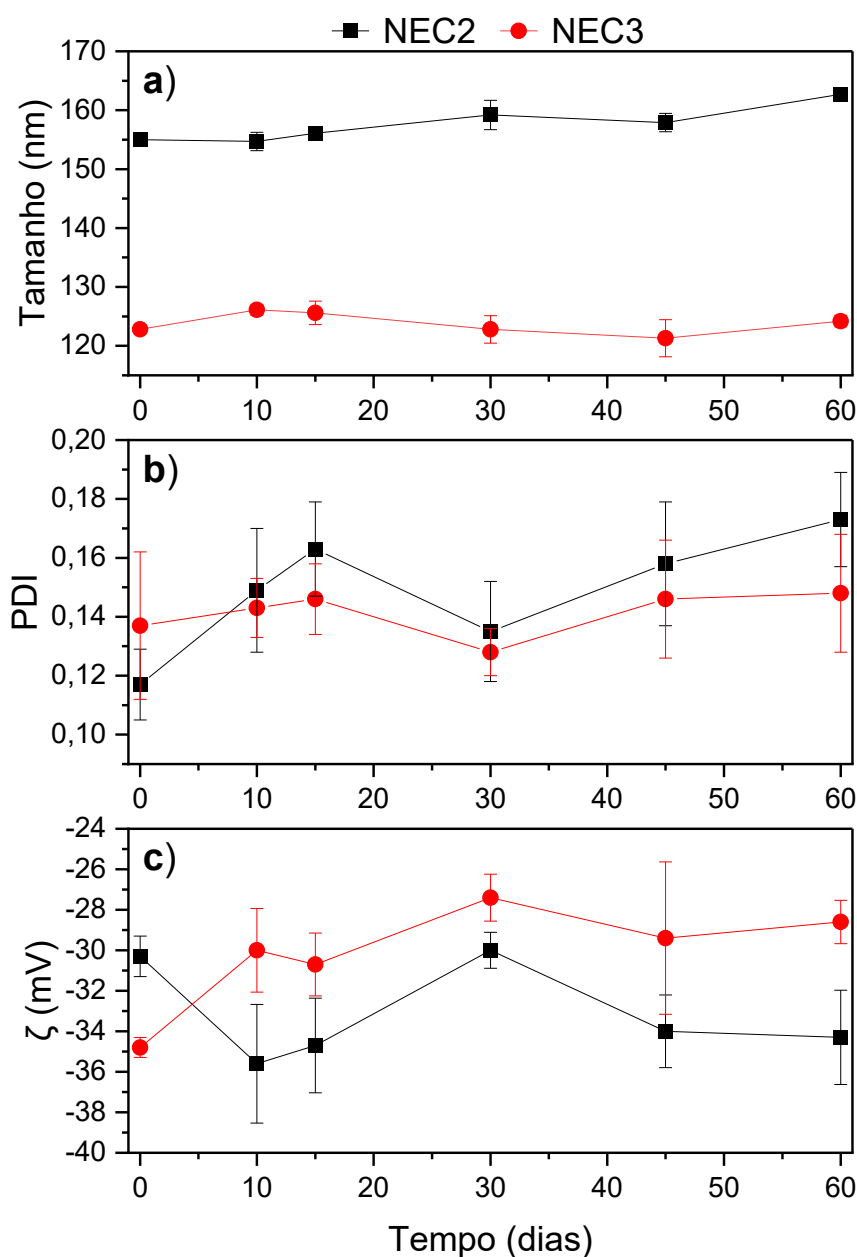 NEC2 NEC3
a)
Tamanho (nm)
170
160
150
140
130
120
0 10 20 30 40 50 60
b)
PDI
0,20
0,18
0,16
0,14
0,12
0,10
0 10 20 30 40 50 60
c)
ζ (mV)
-24
-26
-28
-30
-32
-34
-36
-38
-40
0 10 20 30 40 50 60
Tempo (dias)